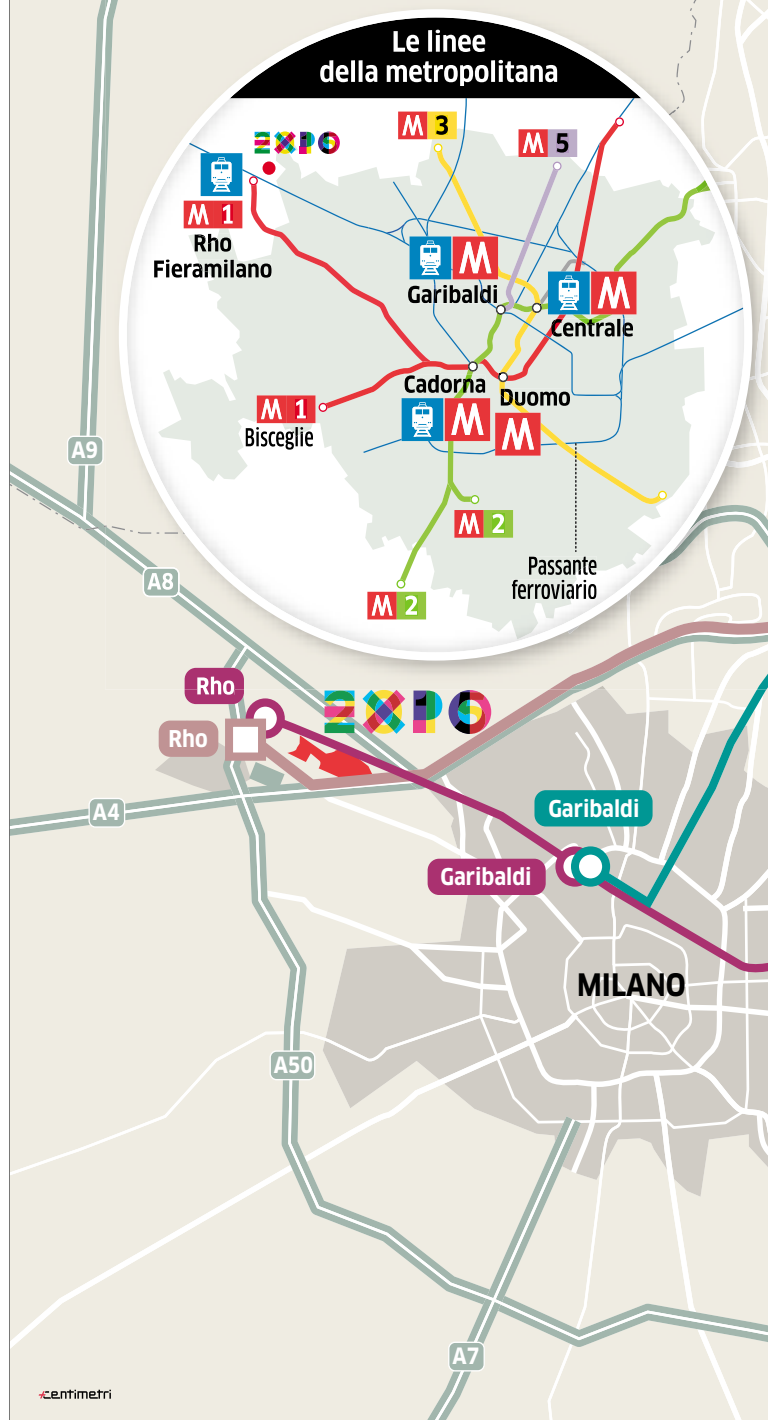 Le linee
della metropolitana
EXPO
M 3
M 5
M 1
Rho
Fieramilano
M
Garibaldi
M
Centrale
Cadorna
M
Duomo
M
M 1
Bisceglie
M 2
M 2
Passante
ferroviario
A9
A8
Rho
EXPO
Rho
A4
Garibaldi
Garibaldi
MILANO
A50
A7
centimetri